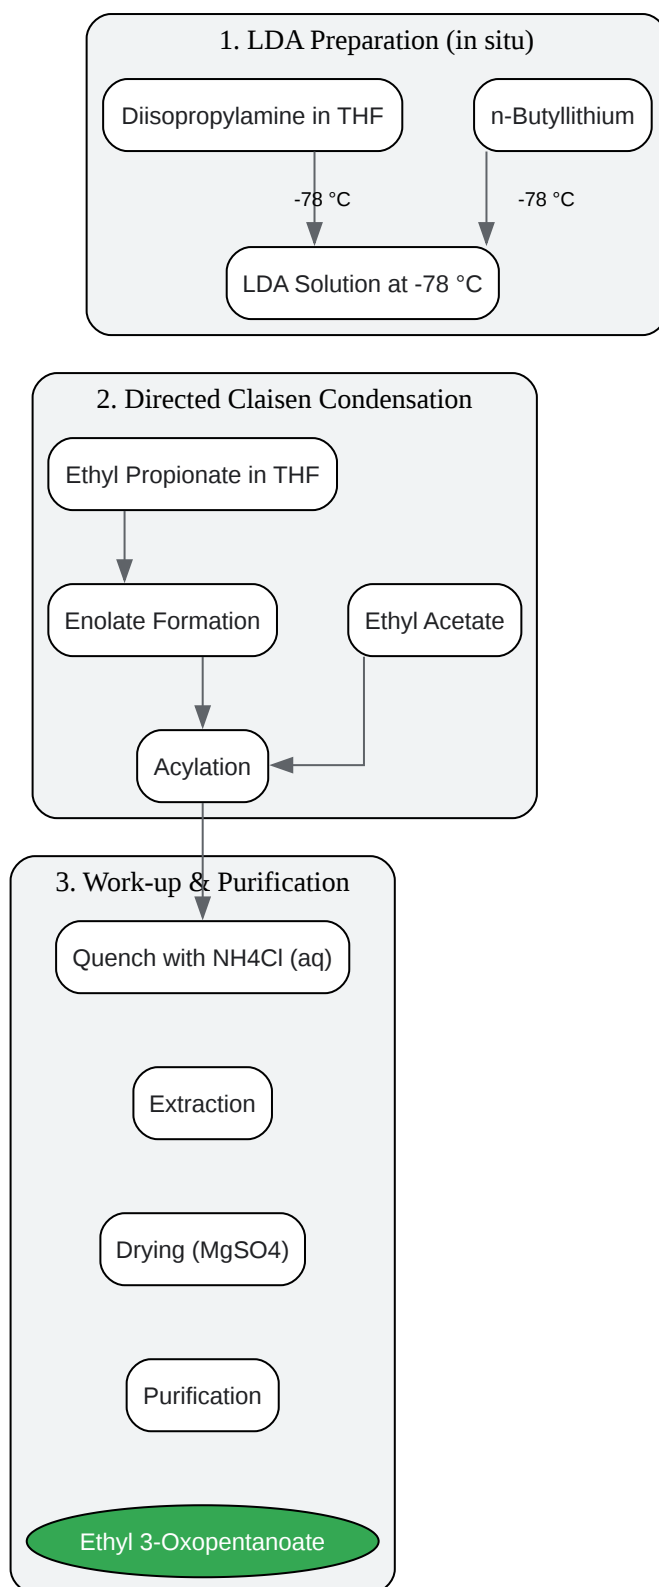 1. LDA Preparation (in situ)
Diisopropylamine in THF
n-Butyllithium
-78 °C
-78 °C
LDA Solution at -78 °C
2. Directed Claisen Condensation
Ethyl Propionate in THF
Enolate Formation
Ethyl Acetate
Acylation
3. Work-up & Purification
Quench with NH4Cl (aq)
Extraction
Drying (MgSO4)
Purification
Ethyl 3-Oxopentanoate